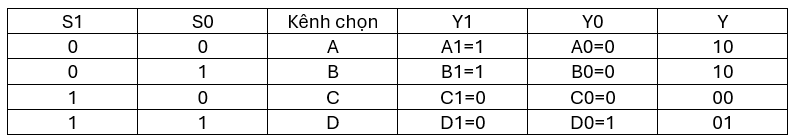 S1 S0 Kênh chọn Y1 Y0 Y
0 0 A A1=1 A0=0 10
0 1 B B1=1 B0=0 10
1 0 C C1=0 C0=0 00
1 1 D D1=0 D0=1 01